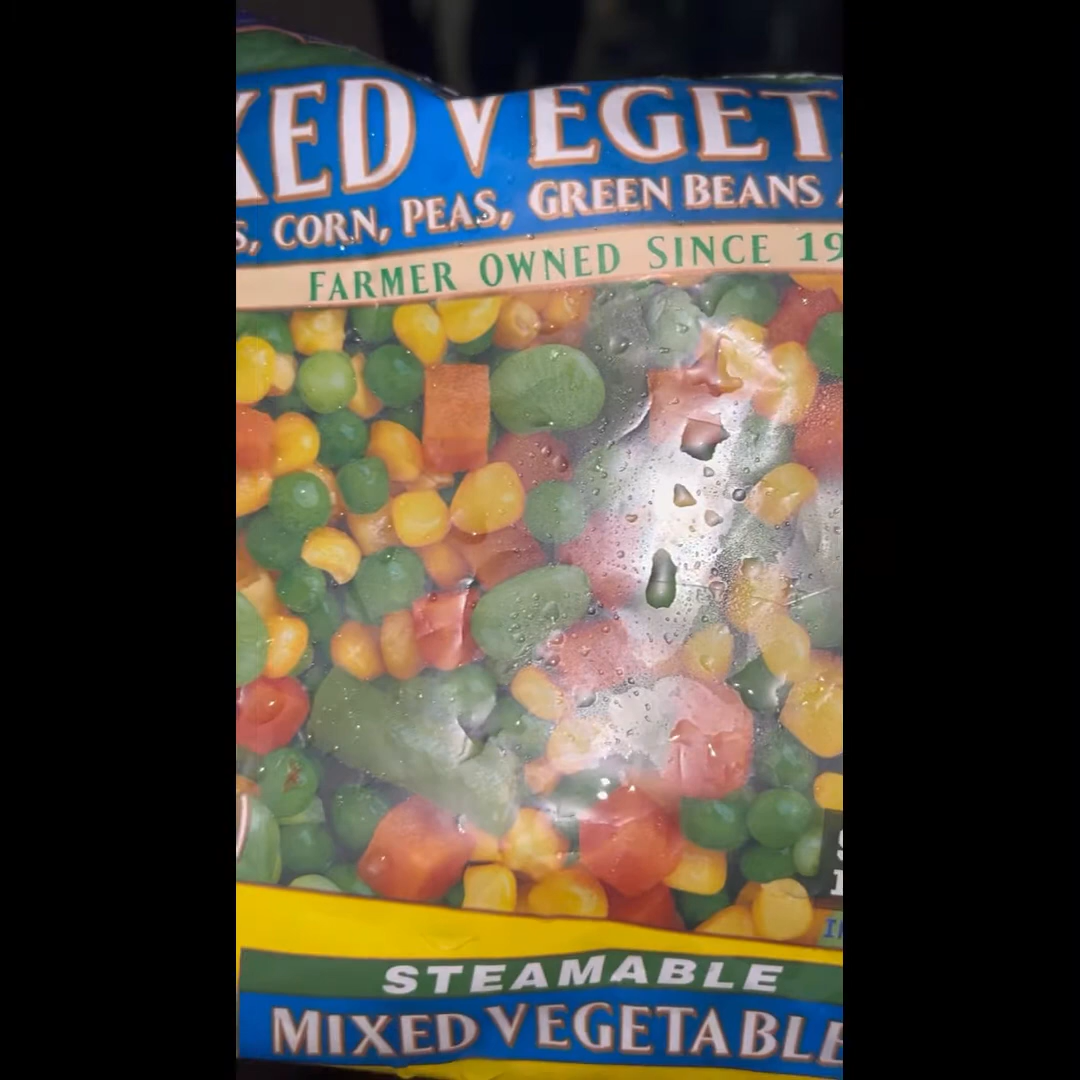 XED VEGET
S, CORN, PEAS, GREEN BEANS
FARMER OWNED SINCE 19
STEAMABLE
MIXED VEGETABLE